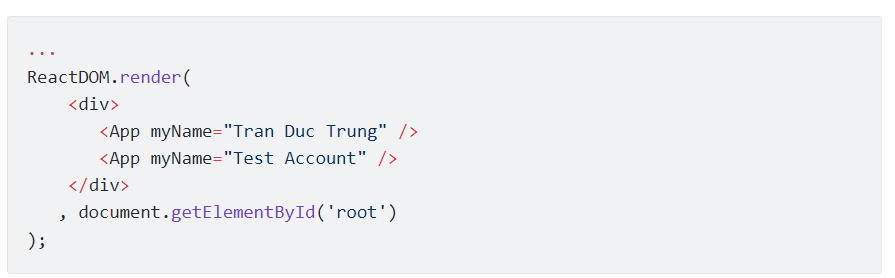 ...
ReactDOM.render(
    <div>
       <App myName="Tran Duc Trung" />
       <App myName="Test Account" />
    </div>
   , document.getElementById('root')
);